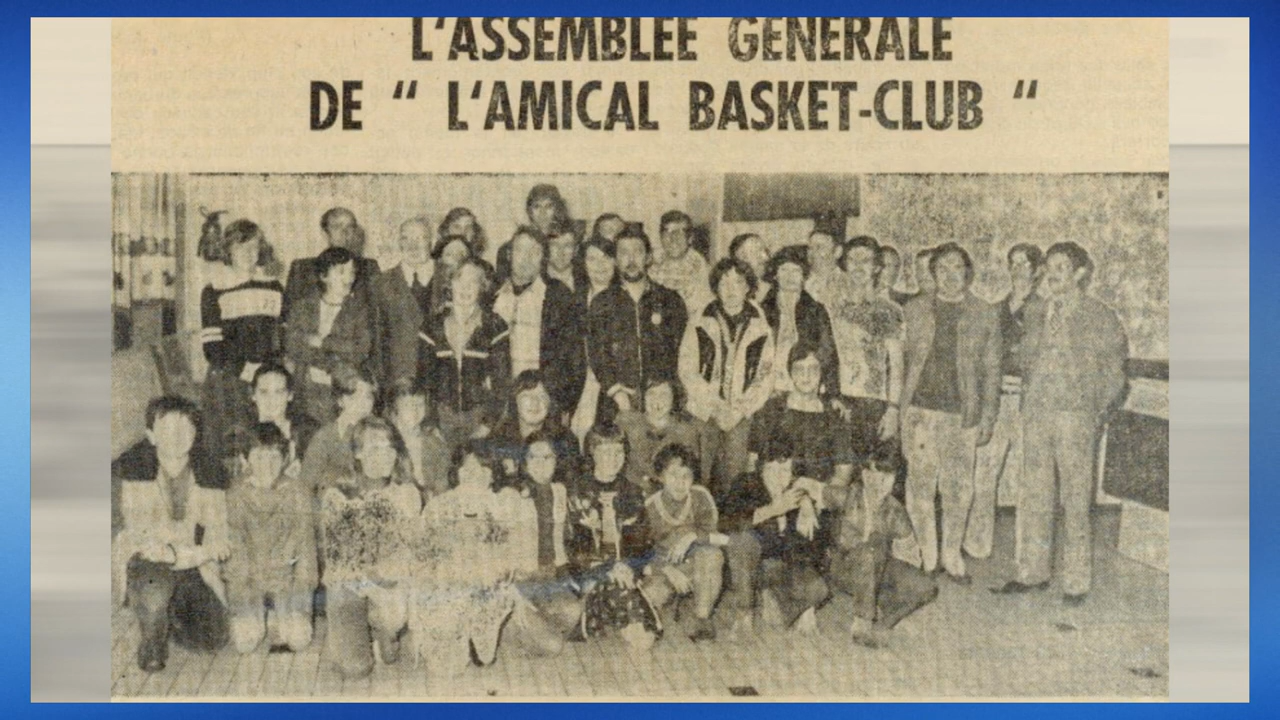 L'ASSEMBLEE GENERALE
DE “ L'AMICAL BASKET-CLUB “